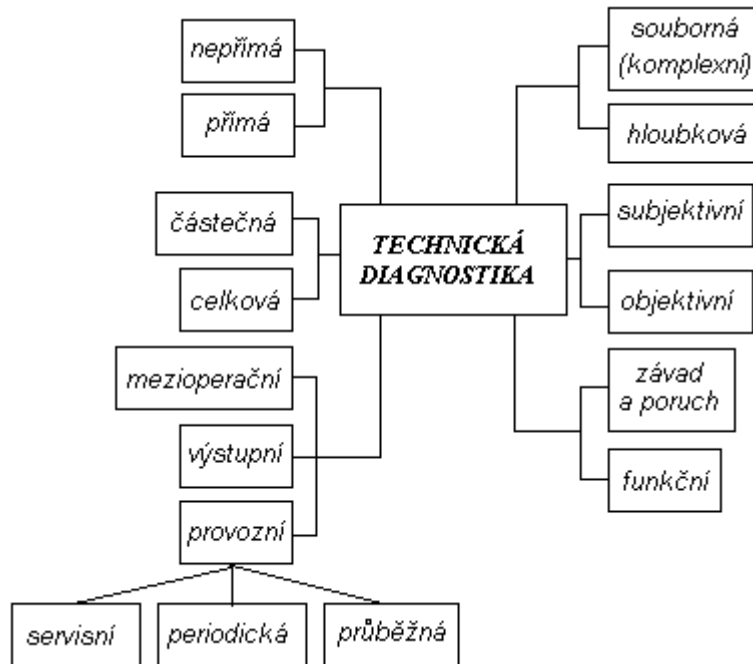 nepřímá
přímá
částečná
celková
mezioperační
výstupní
provozní
servisní
periodická
průběžná
TECHNICKÁ
DIAGNOSTIKA
souborná
(komplexní)
hloubková
subjektivní
objektivní
závad
a poruch
funkční